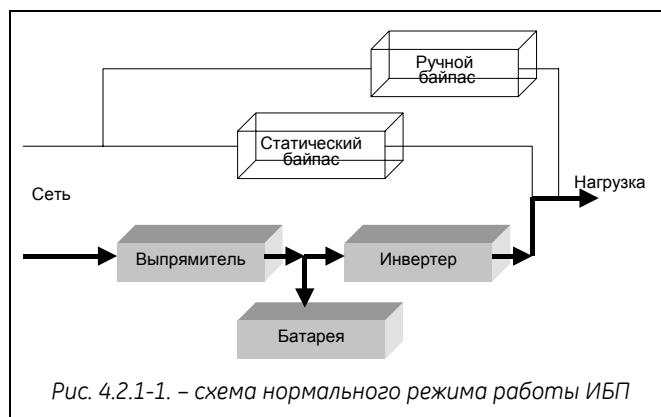 Ручной
байпас
Статический
байпас
Сеть
Нагрузка
Выпрямитель
Инвертер
Батарея
Рис. 4.2.1-1. – схема нормального режима работы ИБП